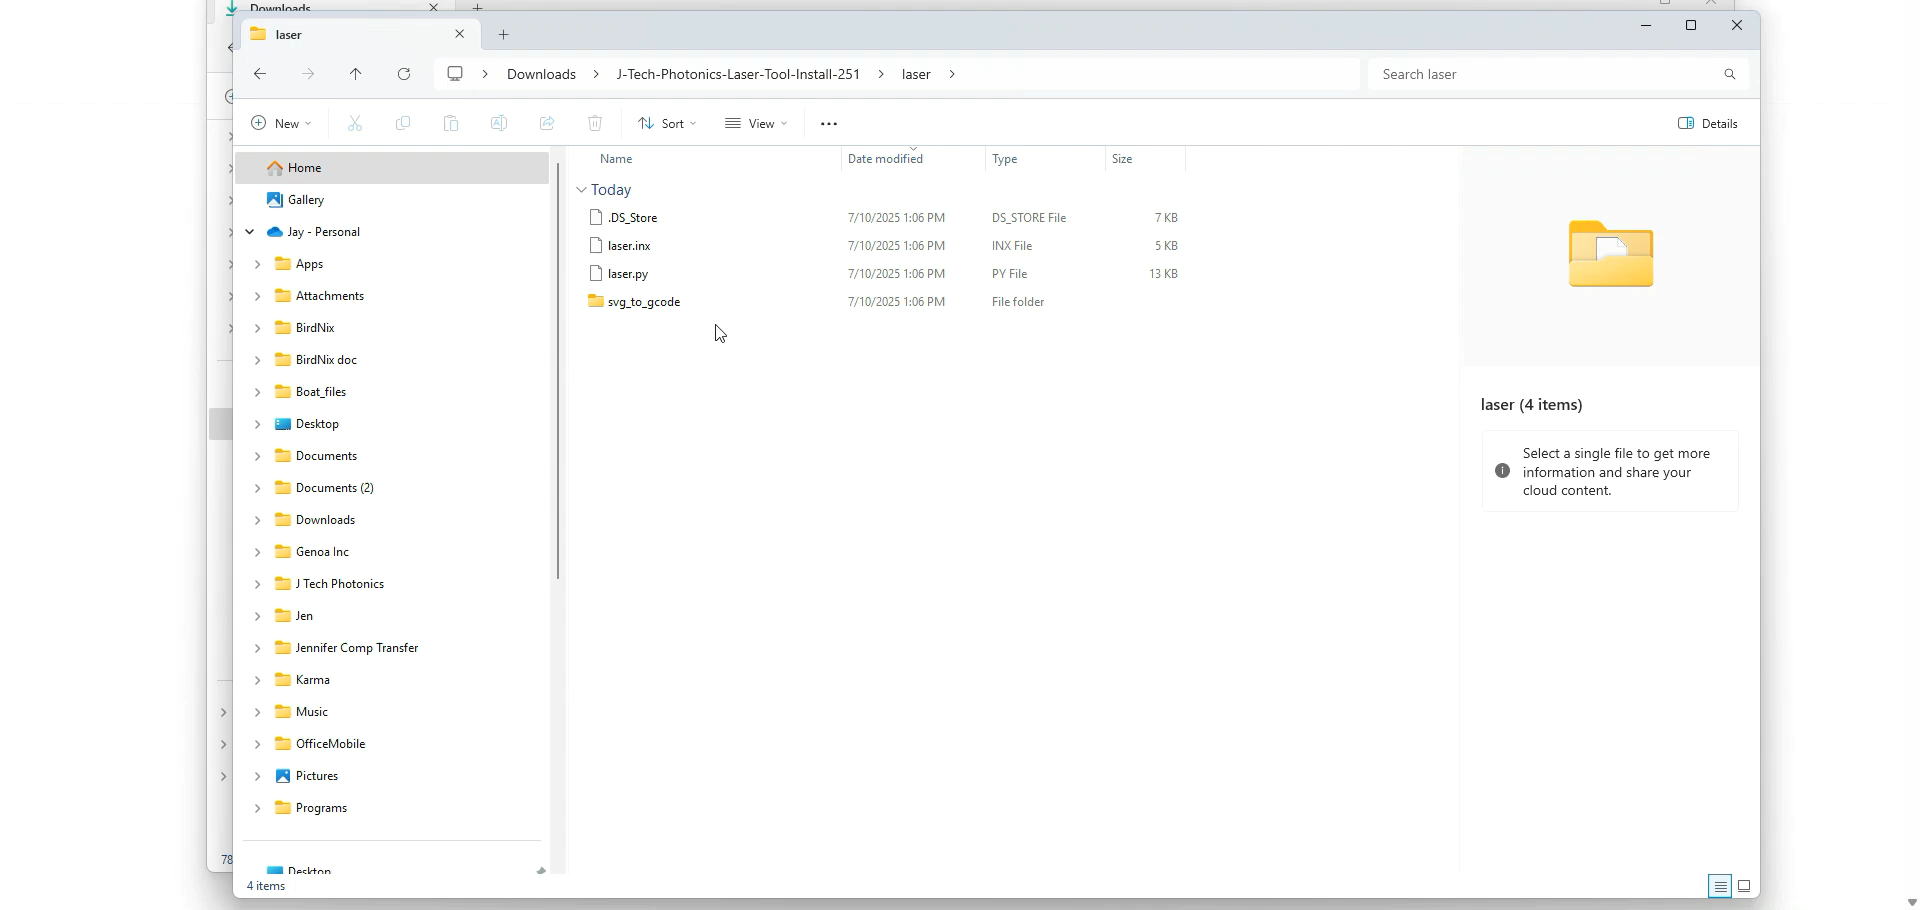 Downloads
laser
Downloads > J-Tech-Photonics-Laser-Tool-Install-251 > laser >
Search laser
New
Sort
View
Details
Home
Gallery
Jay - Personal
Apps
Attachments
BirdNix
BirdNix doc
Boat_files
Desktop
Documents
Documents (2)
Downloads
Genoa Inc
J Tech Photonics
Jen
Jennifer Comp Transfer
Karma
Music
OfficeMobile
Pictures
Programs
Desktop
Name Date modified Type Size
Today
.DS_Store 7/10/2025 1:06 PM DS_STORE File 7 KB
laser.inx 7/10/2025 1:06 PM INX File 5 KB
laser.py 7/10/2025 1:06 PM PY File 13 KB
svg_to_gcode 7/10/2025 1:06 PM File folder
laser (4 items)
Select a single file to get more
information and share your
cloud content.
78
4 items